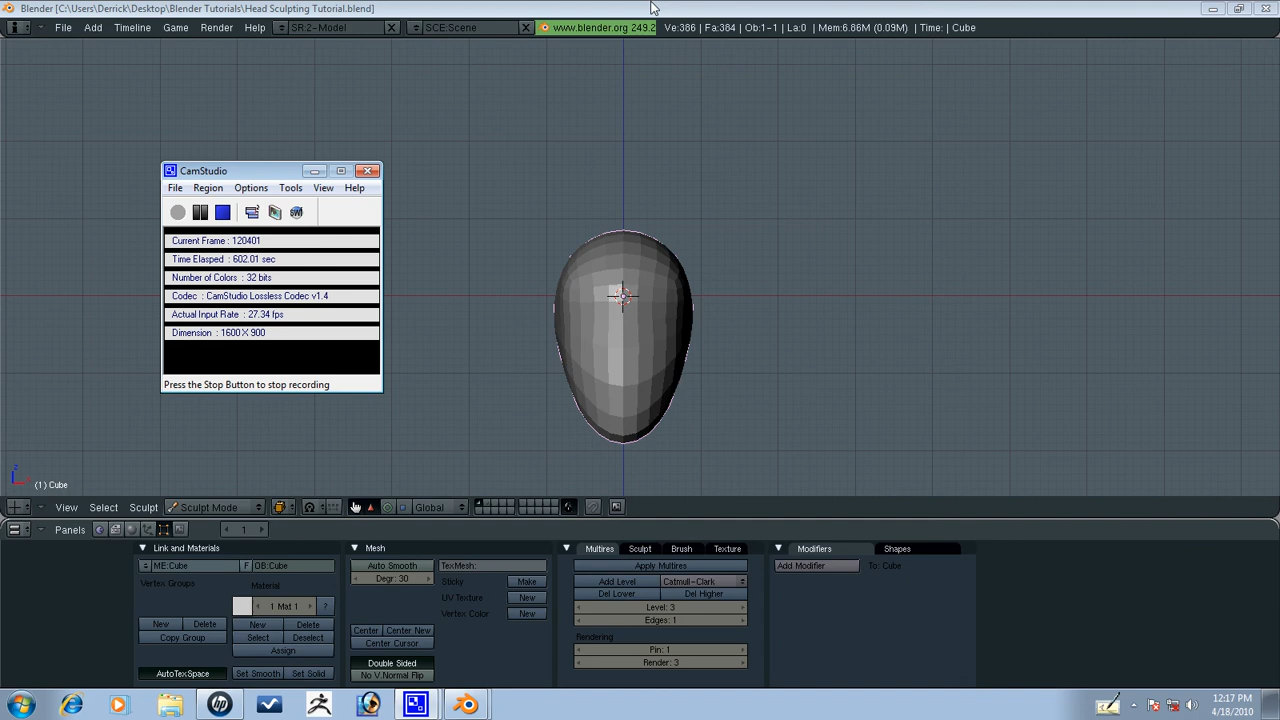 Blender [C:\Users\Derrick\Desktop\Blender Tutorials\Head Sculpting Tutorial.blend]
File Add Timeline Game Render Help SR:2-Model SCE:Scene www.blender.org 249.2 Ve:386 | Fa:384 | Ob:1-1 | La:0 | Mem:6.86M (0.09M) | Time: | Cube
CamStudio
File Region Options Tools View Help
Current Frame : 120401
Time Elasped : 602.01 sec
Number of Colors : 32 bits
Codec : CamStudio Lossless Codec v1.4
Actual Input Rate : 27.34 fps
Dimension : 1600 X 900
Press the Stop Button to stop recording
z
(1) Cube
View Select Sculpt Sculpt Mode Global
Panels 1
Link and Materials Mesh Multires Sculpt Brush Texture Modifiers Shapes
ME:Cube F OB:Cube Auto Smooth TexMesh: Apply Multires Add Modifier To: Cube
Vertex Groups Material Degr: 30 Sticky Make Add Level Catmull-Clark
UV Texture New Del Lower Del Higher
1 Mat 1 ? Vertex Color New Level: 3
New Delete New Delete Center Center New Edges: 1
Copy Group Select Deselect Center Cursor Rendering
Assign Pin: 1
AutoTexSpace Set Smooth Set Solid Double Sided Render: 3
No V.Normal Flip
hp 12:17 PM
4/18/2010